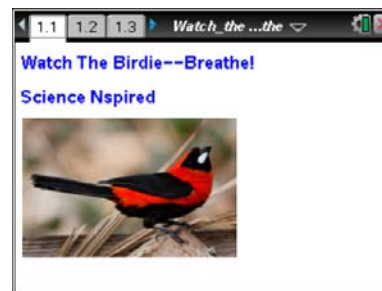 1.1 1.2 1.3 Watch_the ...the
Watch The Birdie--Breathe!
Science Nspired